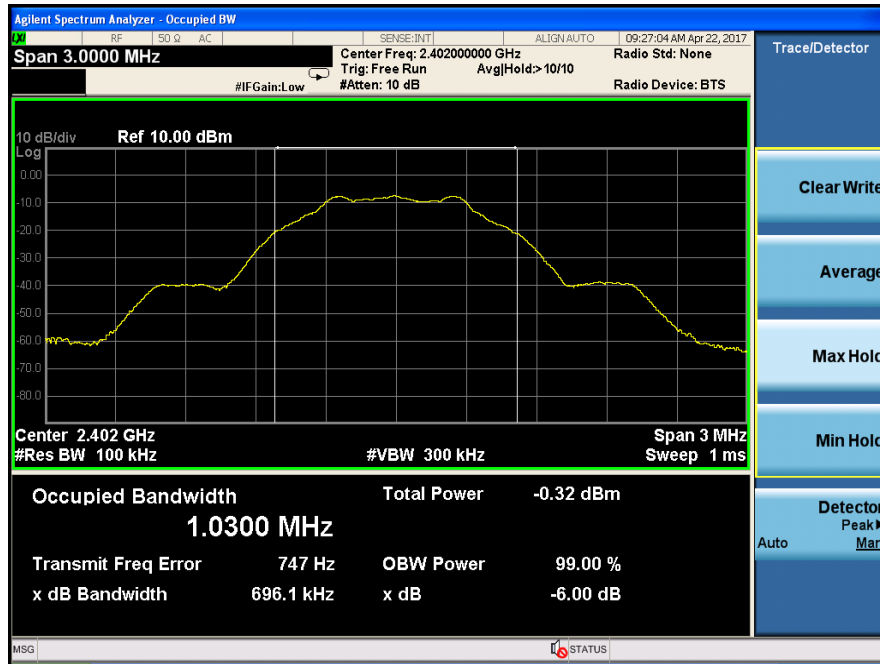 Agilent Spectrum Analyzer - Occupied BW
LXI RF 50 Ω AC SENSE:INT ALIGN AUTO 09:27:04 AM Apr 22, 2017
Span 3.0000 MHz
Center Freq: 2.402000000 GHz
Radio Std: None
Trig: Free Run Avg|Hold:>10/10
#IFGain:Low #Atten: 10 dB Radio Device: BTS
10 dB/div Ref 10.00 dBm
Log
0.00
-10.0
-20.0
-30.0
-40.0
-50.0
-60.0
-70.0
-80.0
Center 2.402 GHz Span 3 MHz
#Res BW 100 kHz #VBW 300 kHz Sweep 1 ms
Occupied Bandwidth Total Power -0.32 dBm
1.0300 MHz
Transmit Freq Error 747 Hz OBW Power 99.00 %
x dB Bandwidth 696.1 kHz x dB -6.00 dB
MSG STATUS
Trace/Detector
Clear Write
Average
Max Hold
Min Hold
Detector
Peak
Auto Man